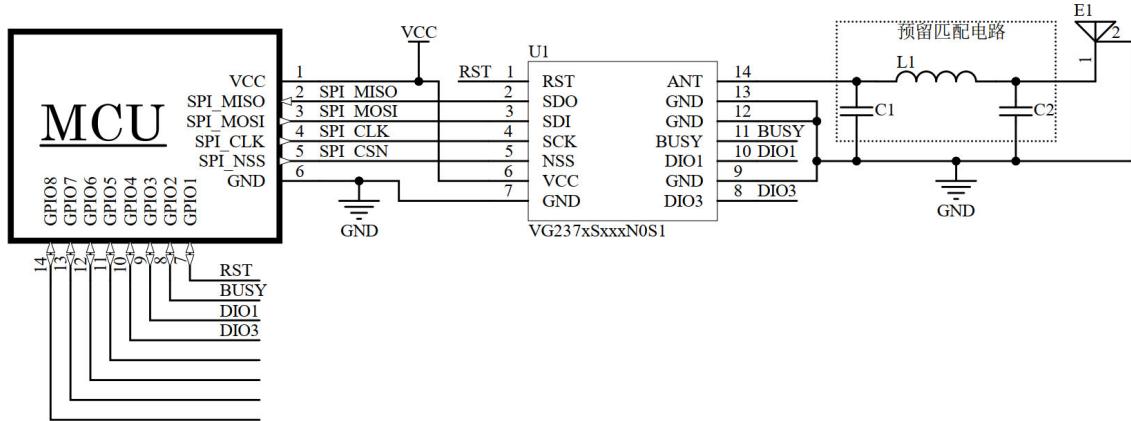 E1
预留匹配电路
2
VCC
L1
1
U1
VCC 1
RST 1 RST
ANT 14
SPI_MISO 2 SPI_MISO 2 SDO
GND 13
MCU
SPI_MOSI 3 SPI_MOSI 3 SDI
GND 12
C1
C2
SPI_CLK 4 SPI_CLK 4 SCK
BUSY 11 BUSY
SPI_NSS 5 SPI_CSN 5 NSS
DIO1 10 DIO1
GND 6
6 VCC
GND 9
7 GND
DIO3 8 DIO3
GND
GND
VG237xSxxxN0S1
GPIO8
GPIO7
GPIO6
GPIO5
GPIO4
GPIO3
GPIO2
GPIO1
14
13
12
11
10
9
8
7
RST
BUSY
DIO1
DIO3